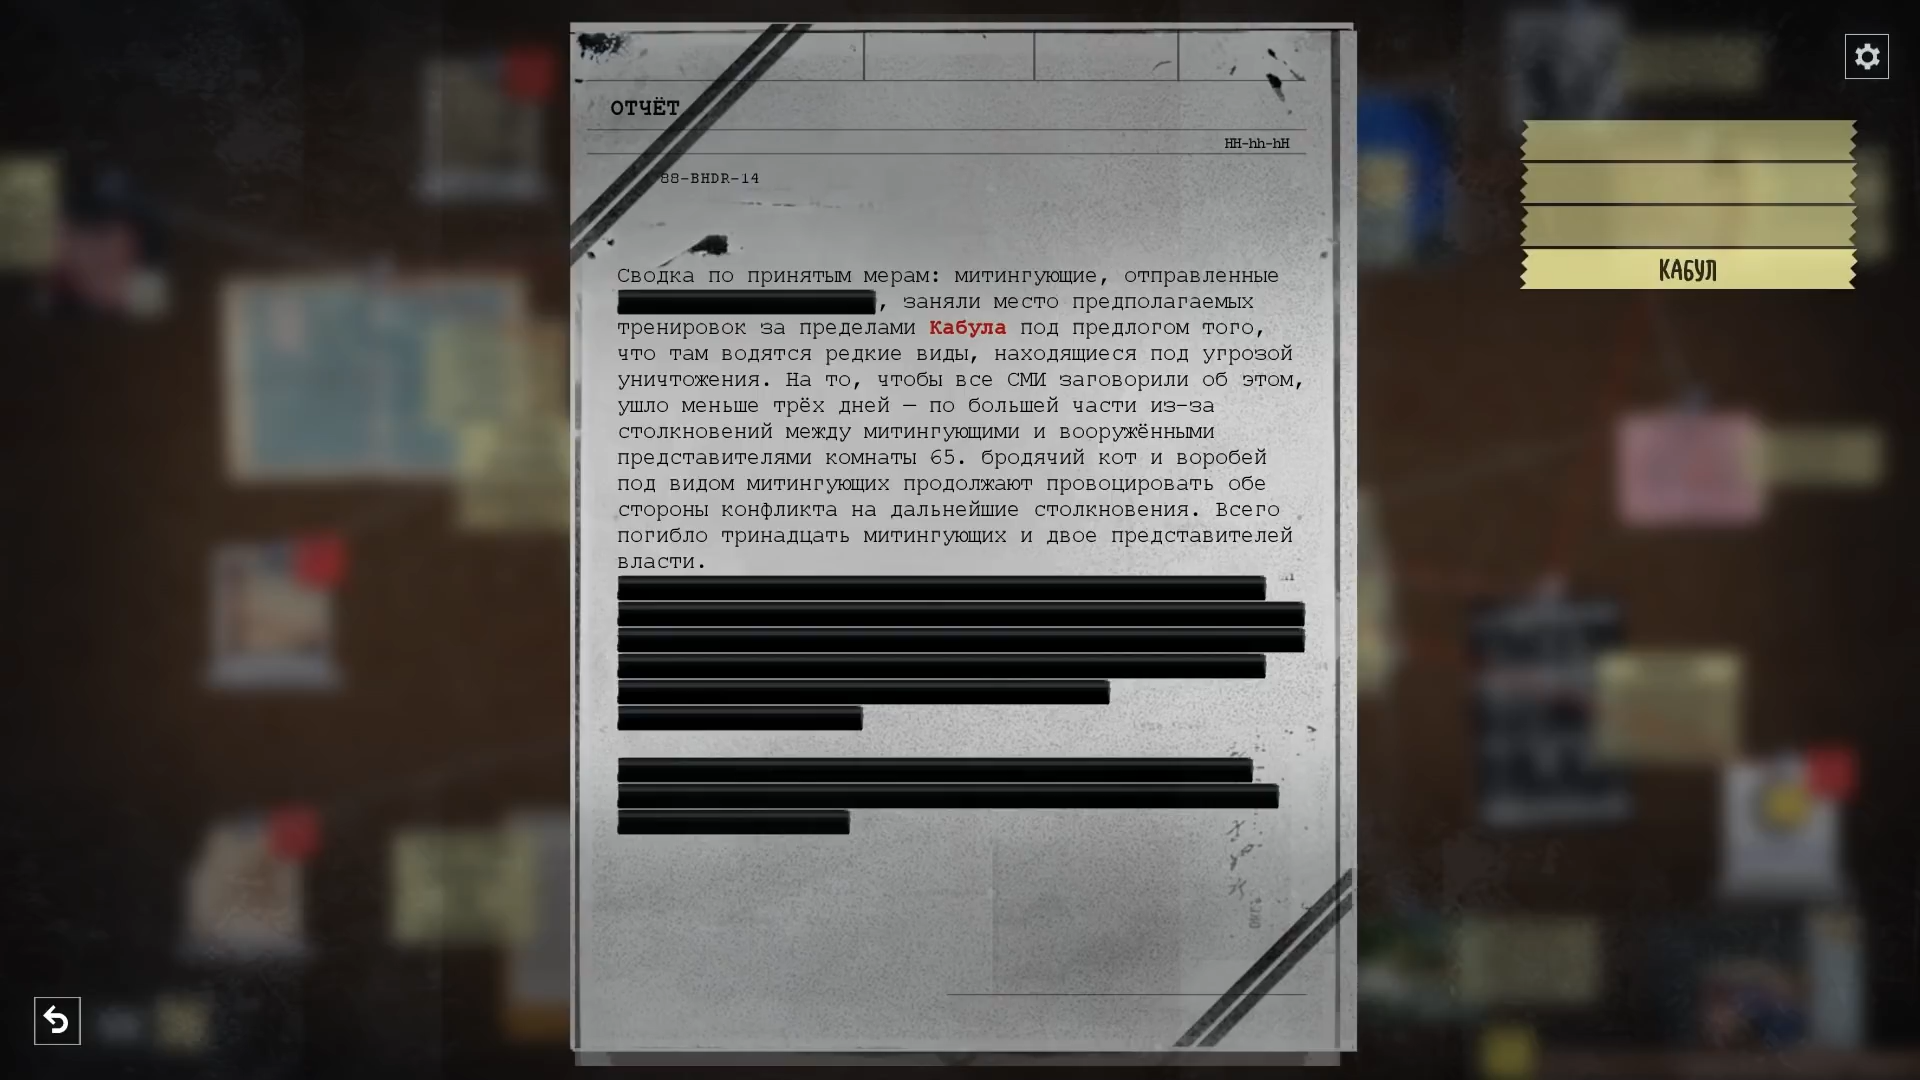 ОТЧЁТ
HH-hh-hH
88-BHDR-14
Сводка по принятым мерам: митингующие, отправленные
, заняли место предполагаемых
тренировок за пределами Кабула под предлогом того,
что там водятся редкие виды, находящиеся под угрозой
уничтожения. На то, чтобы все СМИ заговорили об этом,
ушло меньше трёх дней — по большей части из-за
столкновений между митингующими и вооружёнными
представителями комнаты 65. бродячий кот и воробей
под видом митингующих продолжают провоцировать обе
стороны конфликта на дальнейшие столкновения. Всего
погибло тринадцать митингующих и двое представителей
власти.
КАБУЛ